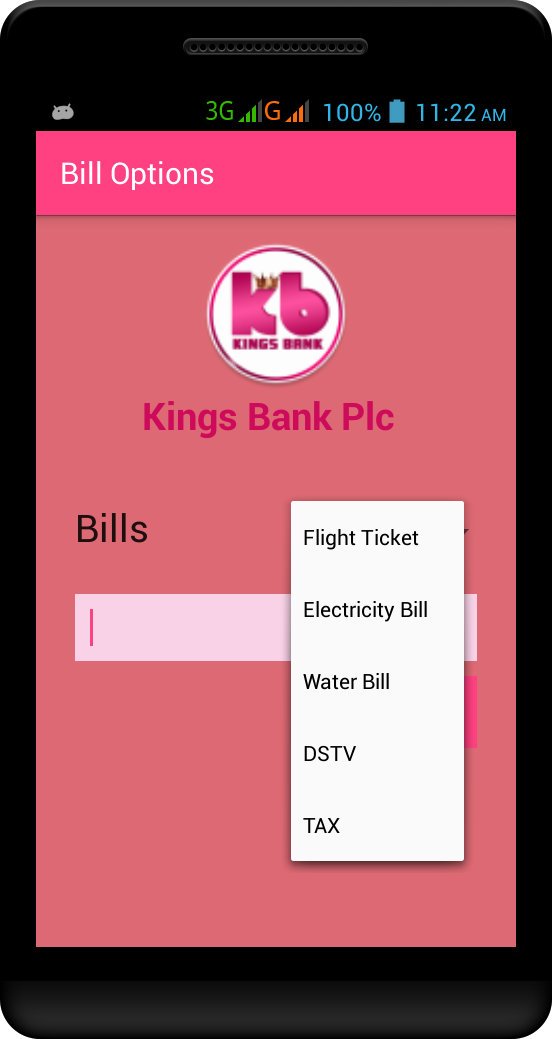 3G G 100% 11:22 AM
Bill Options
kb
KINGS BANK
Kings Bank Plc
Bills
Flight Ticket
Electricity Bill
Water Bill
DSTV
TAX